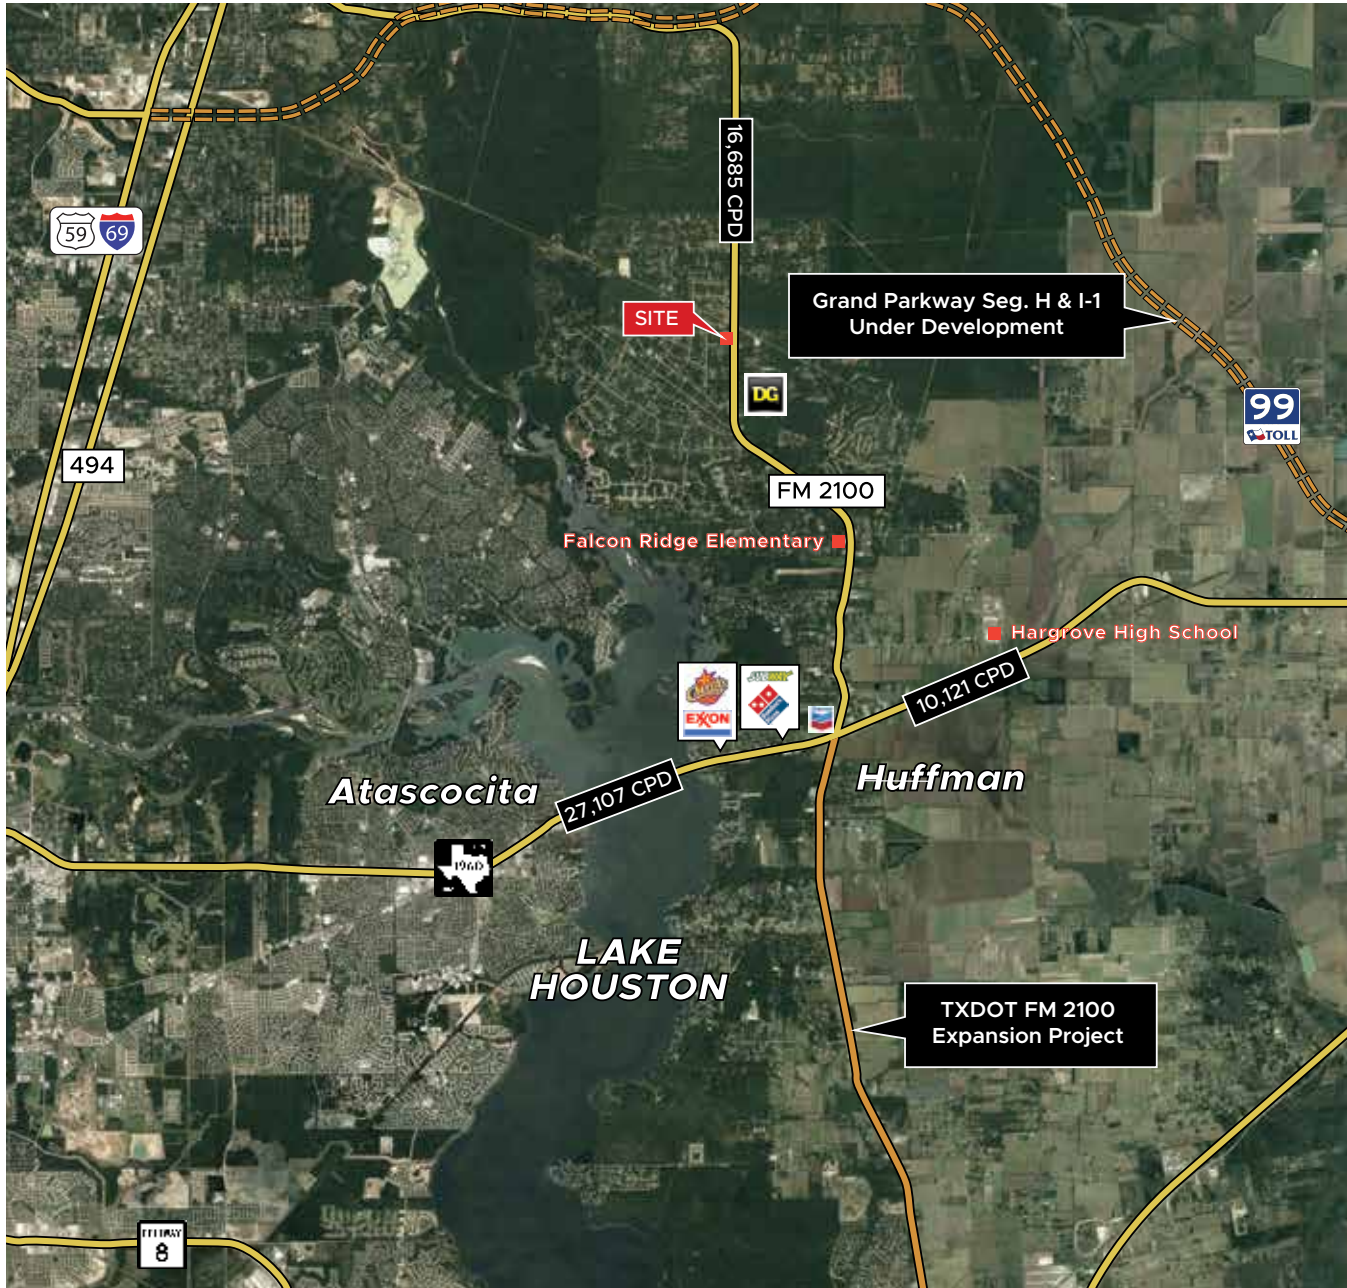 16,685 CPD
59
69
SITE
Grand Parkway Seg. H & I-1
Under Development
DG
99
TOLL
494
FM 2100
Falcon Ridge Elementary
Hargrove High School
SUBWAY
EXXON
10,121 CPD
Huffman
Atascocita
27,107 CPD
1960
LAKE
HOUSTON
TXDOT FM 2100
Expansion Project
8